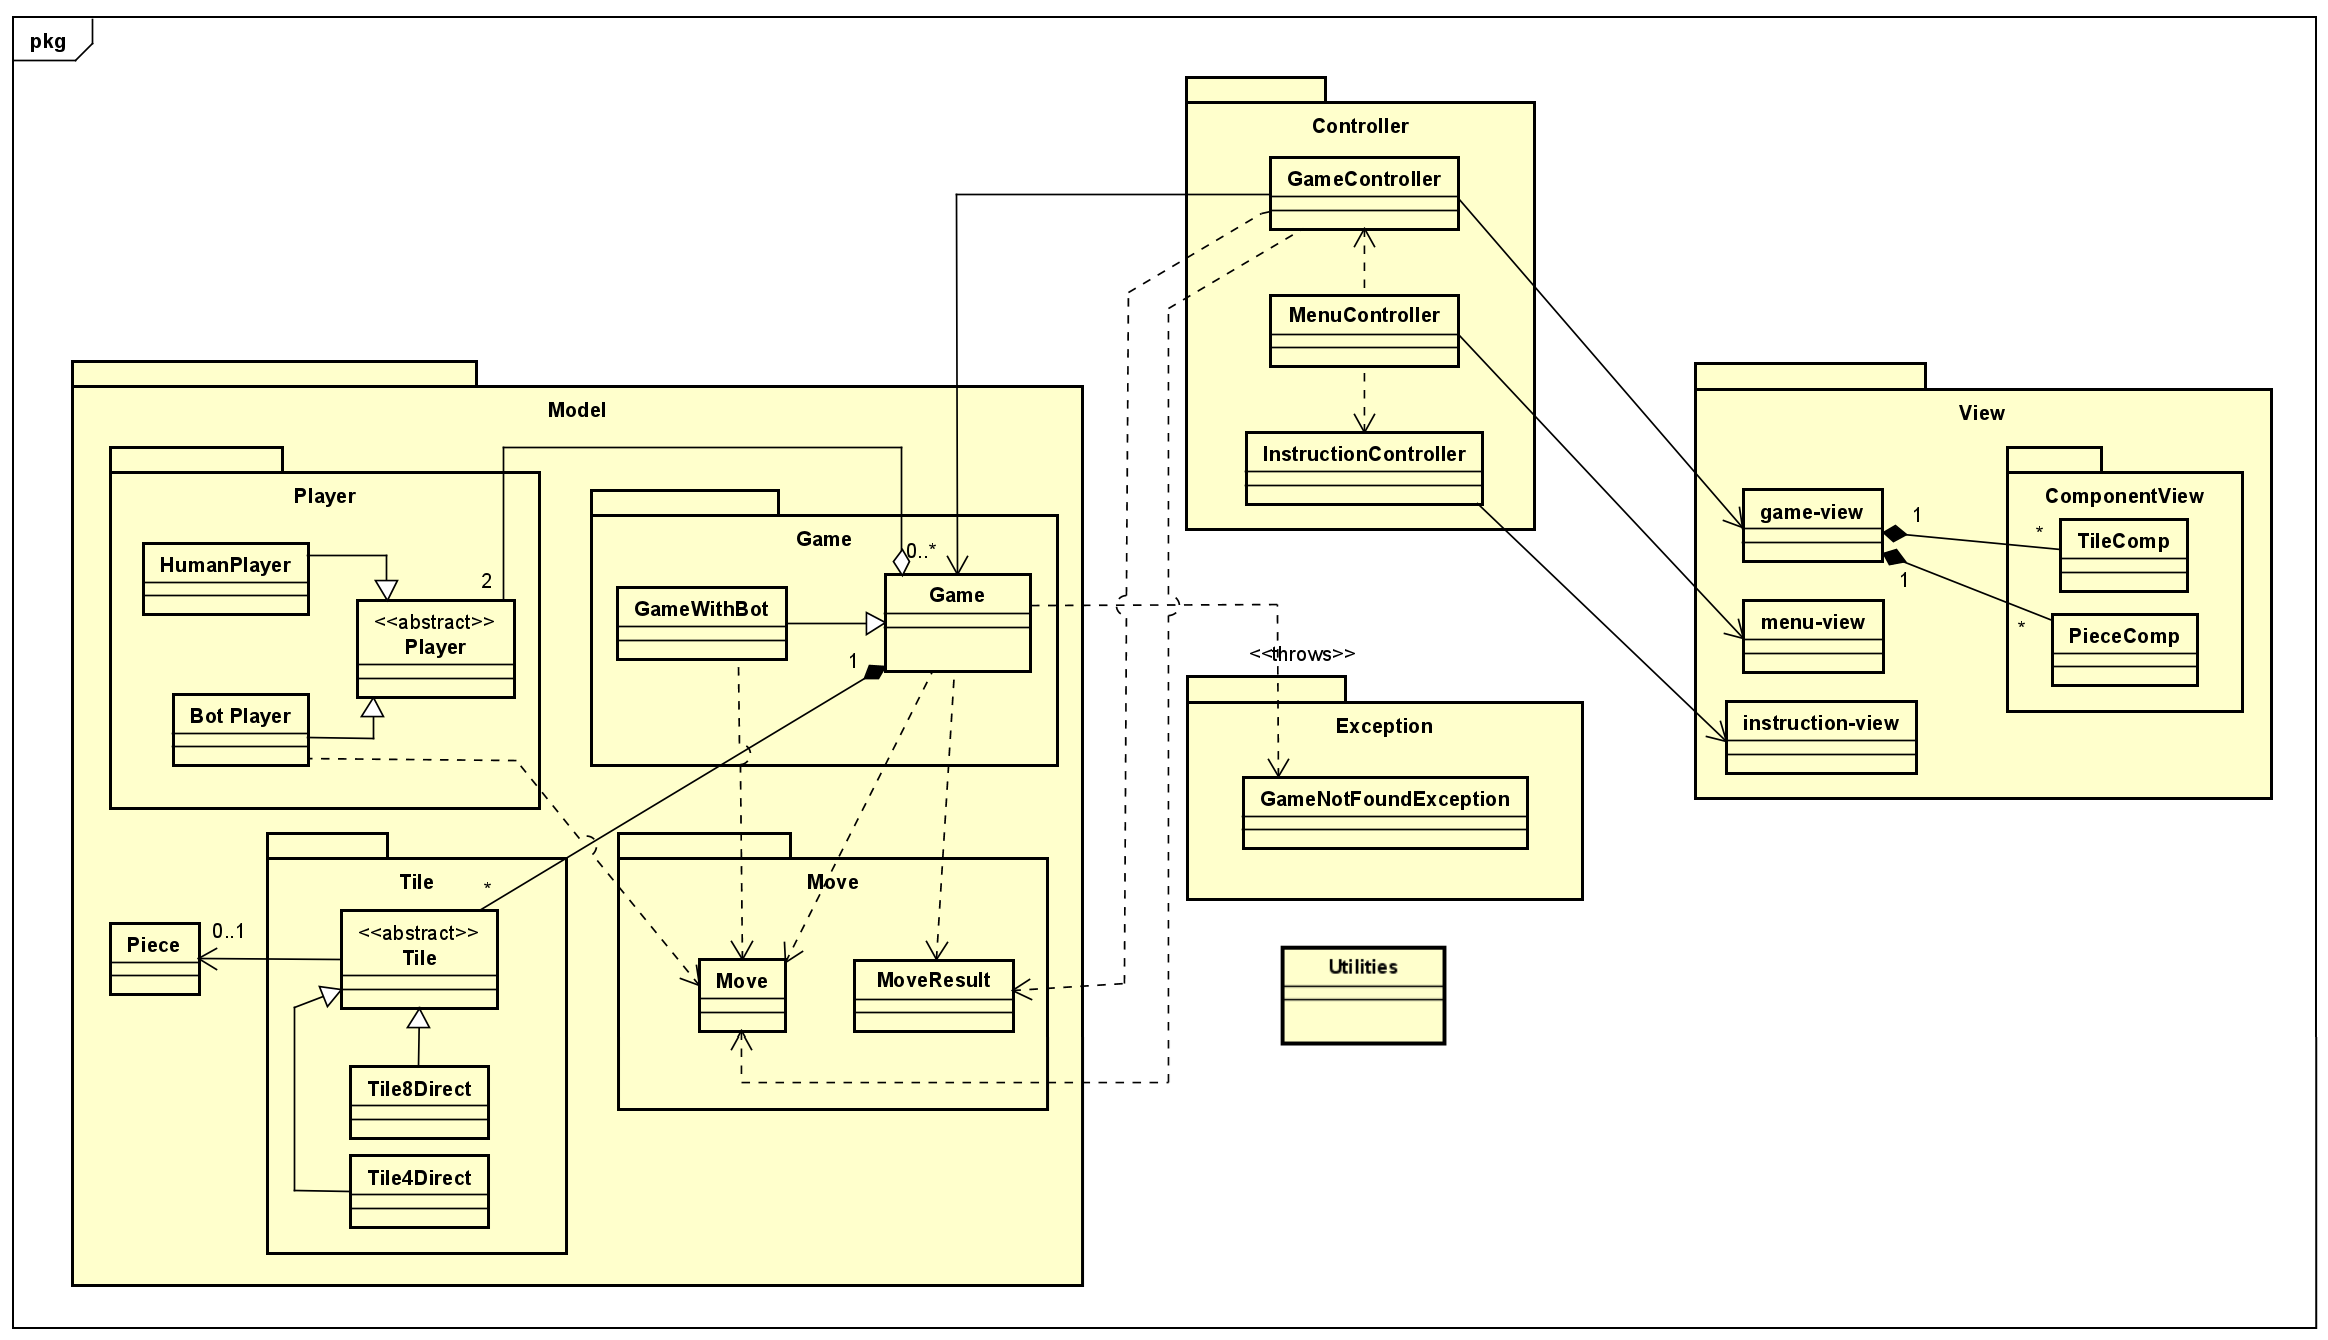 pkg
Controller
GameController
MenuController
InstructionController
Model
Player
HumanPlayer
<<abstract>>
Player
2
Bot Player
Game
GameWithBot
0..*
Game
1
Tile
*
<<abstract>>
Tile
Piece
0..1
Tile8Direct
Tile4Direct
Move
Move
MoveResult
<<throws>>
Exception
GameNotFoundException
Utilities
View
game-view
1
1
menu-view
instruction-view
ComponentView
*
TileComp
*
PieceComp